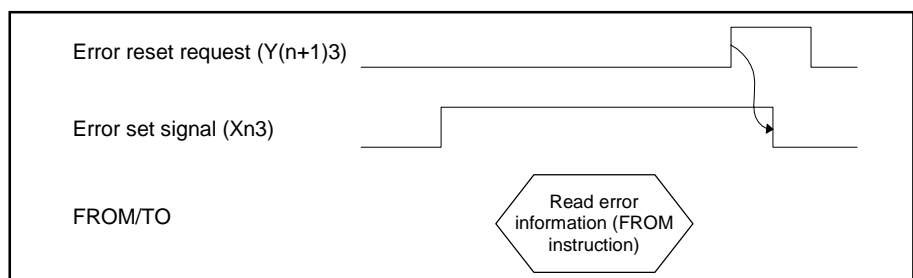 Error reset request (Y(n+1)3)
Error set signal (Xn3)
FROM/TO
Read error
information (FROM
instruction)